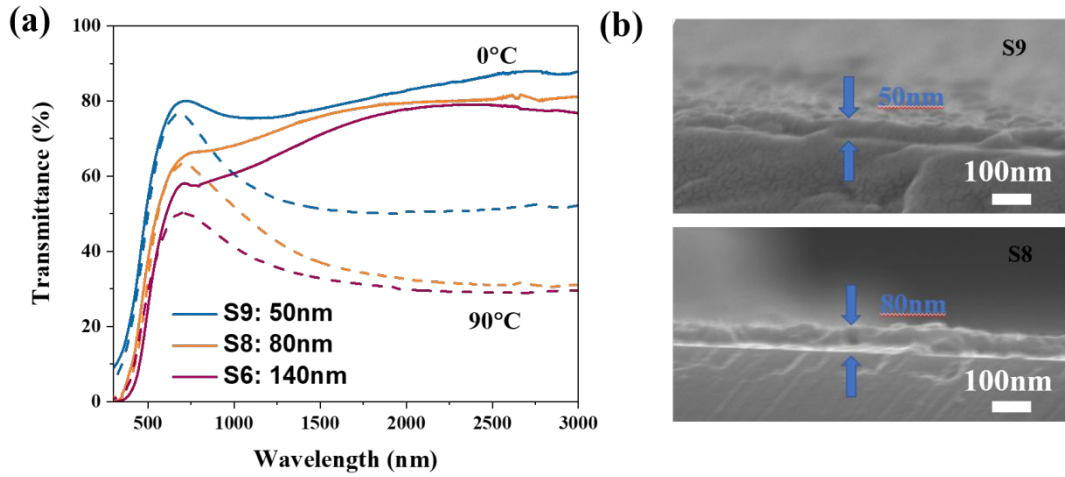 (a)
100
80
60
40
20
0
Transmittance (%)
0°C
90°C
S9: 50nm
S8: 80nm
S6: 140nm
500
1000
1500
2000
2500
3000
Wavelength (nm)
(b)
S9
50nm
100nm
S8
80nm
100nm